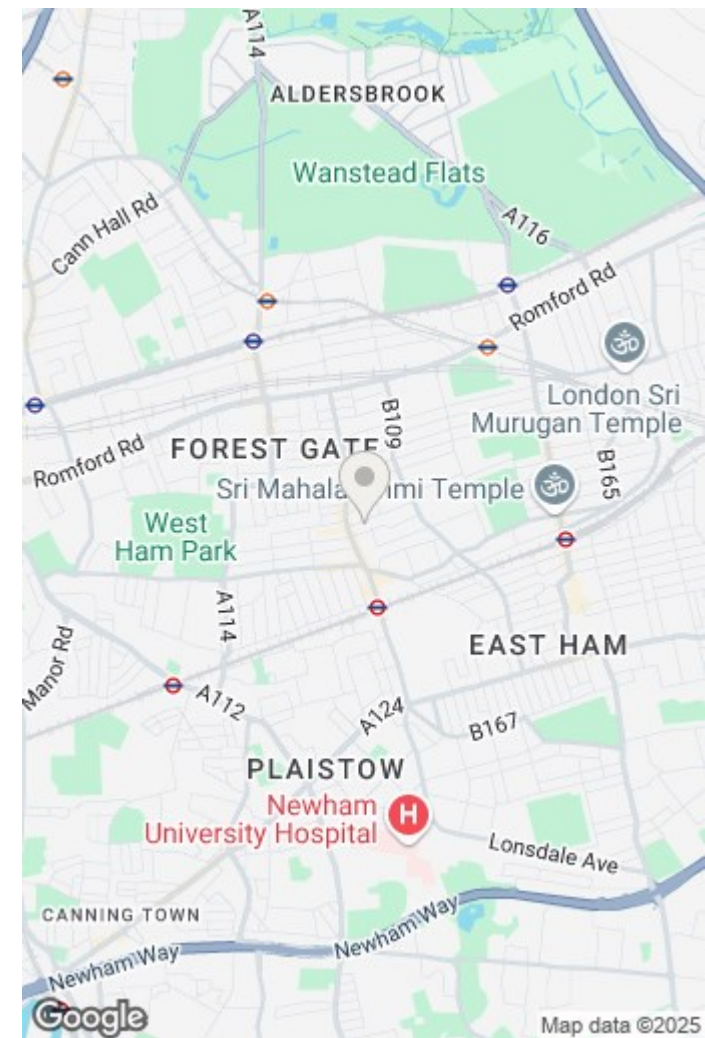 A114
ALDERSBROOK
Wanstead Flats
Cann Hall Rd
A116
Romford Rd
London Sri
Murugan Temple
B109
Romford Rd
FOREST GATE
B165
Sri Mahala
mi Temple
West
Ham Park
A114
EAST HAM
Manor Rd
A112
A124
B167
PLAISTOW
Newham
University Hospital
H
Lonsdale Ave
CANNING TOWN
Newham Way
Newham Way
Google
Map data ©2025